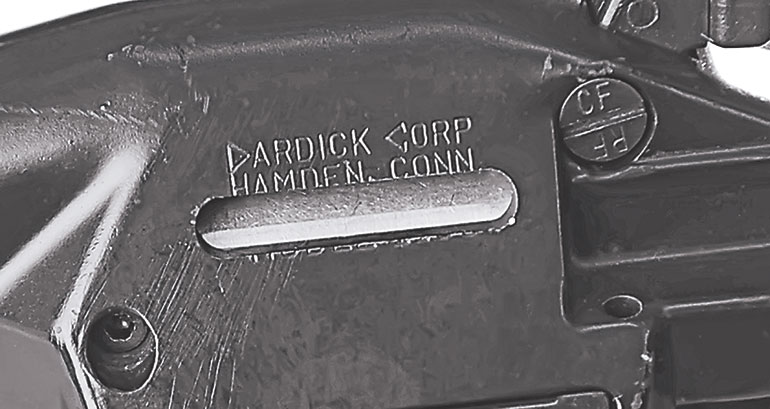 DARDICK CORP
HAMDEN, CONN.
CF
RF